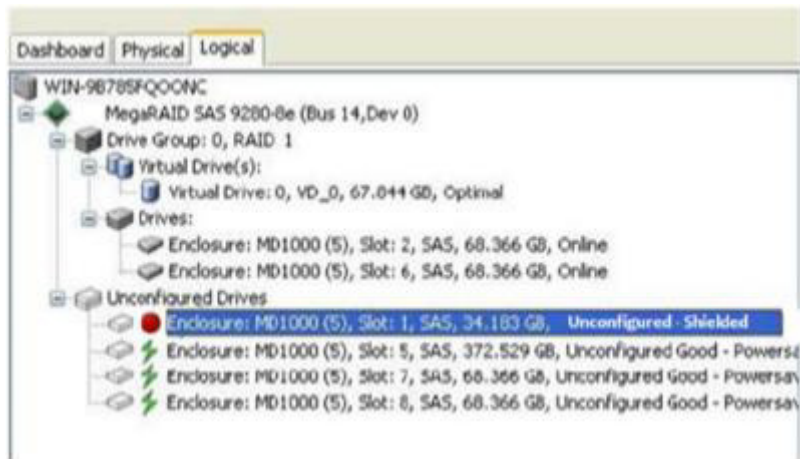 Dashboard Physical Logical
WIN-9B785FQOONC
MegaRAID SAS 9280-8e (Bus 14,Dev 0)
Drive Group: 0, RAID 1
Virtual Drive(s):
Virtual Drive: 0, VD_0, 67.844 GB, Optimal
Drives:
Enclosure: MD1000 (5), Slot: 2, SAS, 68.366 GB, Online
Enclosure: MD1000 (5), Slot: 6, SAS, 68.366 GB, Online
Unconfigured Drives
Enclosure: MD1000 (5), Slot: 1, SAS, 34.183 GB, Unconfigured - Shielded
Enclosure: MD1000 (5), Slot: 5, SAS, 372.529 GB, Unconfigured Good - Powersa
Enclosure: MD1000 (5), Slot: 7, SAS, 68.366 GB, Unconfigured Good - Powersav
Enclosure: MD1000 (5), Slot: 8, SAS, 68.366 GB, Unconfigured Good - Powersav